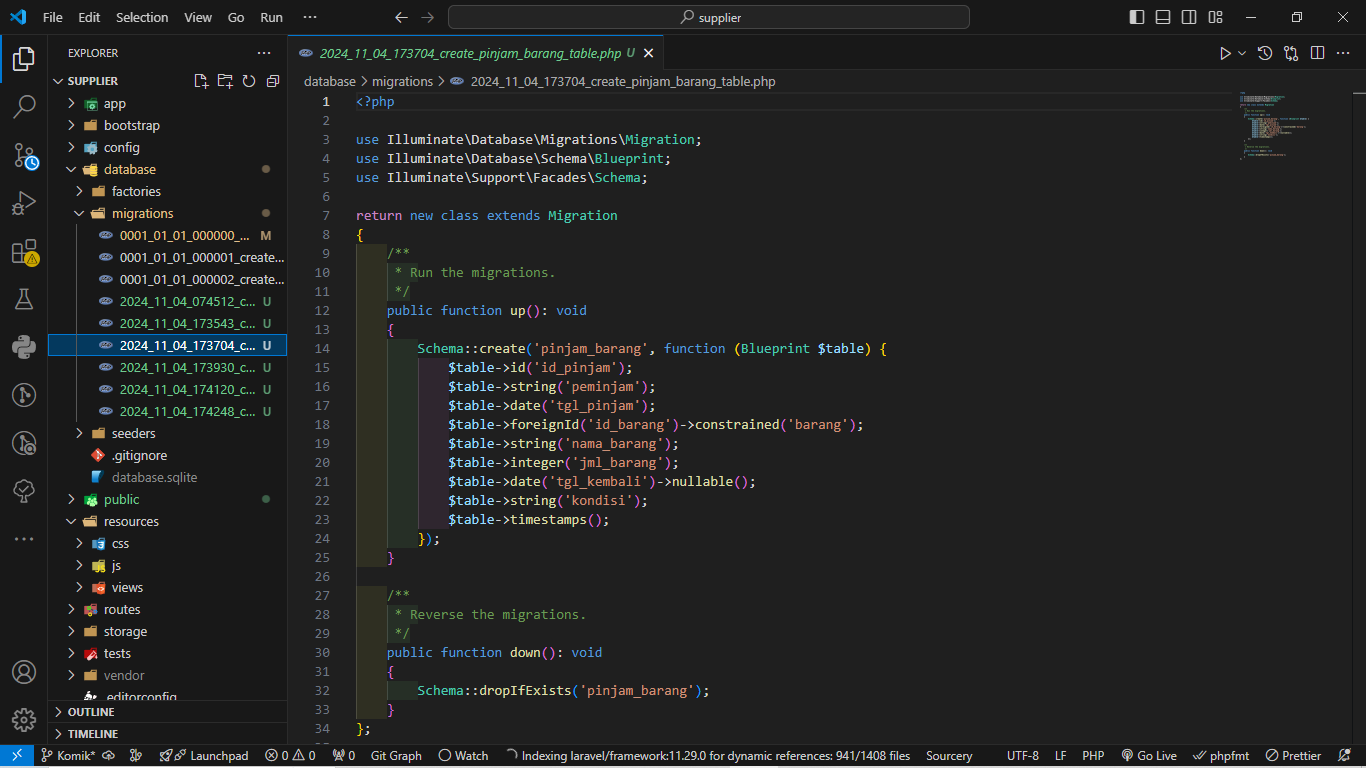 File Edit Selection View Go Run ··· supplier
EXPLORER ···
SUPPLIER
app
bootstrap
config
database
factories
migrations
0001_01_01_000000_... M
0001_01_01_000001_create...
0001_01_01_000002_create...
2024_11_04_074512_c... U
2024_11_04_173543_c... U
2024_11_04_173704_c... U
2024_11_04_173930_c... U
2024_11_04_174120_c... U
2024_11_04_174248_c... U
seeders
.gitignore
database.sqlite
public
resources
css
js
views
routes
storage
tests
vendor
.editorconfig
OUTLINE
TIMELINE
2024_11_04_173704_create_pinjam_barang_table.php U
database > migrations > 2024_11_04_173704_create_pinjam_barang_table.php
1 <?php
2
3 use Illuminate\Database\Migrations\Migration;
4 use Illuminate\Database\Schema\Blueprint;
5 use Illuminate\Support\Facades\Schema;
6
7 return new class extends Migration
8 {
9 /**
10 * Run the migrations.
11 */
12 public function up(): void
13 {
14 Schema::create('pinjam_barang', function (Blueprint $table) {
15 $table->id('id_pinjam');
16 $table->string('peminjam');
17 $table->date('tgl_pinjam');
18 $table->foreignId('id_barang')->constrained('barang');
19 $table->string('nama_barang');
20 $table->integer('jml_barang');
21 $table->date('tgl_kembali')->nullable();
22 $table->string('kondisi');
23 $table->timestamps();
24 });
25 }
26
27 /**
28 * Reverse the migrations.
29 */
30 public function down(): void
31 {
32 Schema::dropIfExists('pinjam_barang');
33 }
34 };
Komik* Launchpad 0 0 0 Git Graph Watch Indexing laravel/framework:11.29.0 for dynamic references: 941/1408 files Sourcery UTF-8 LF PHP Go Live phpfmt Prettier